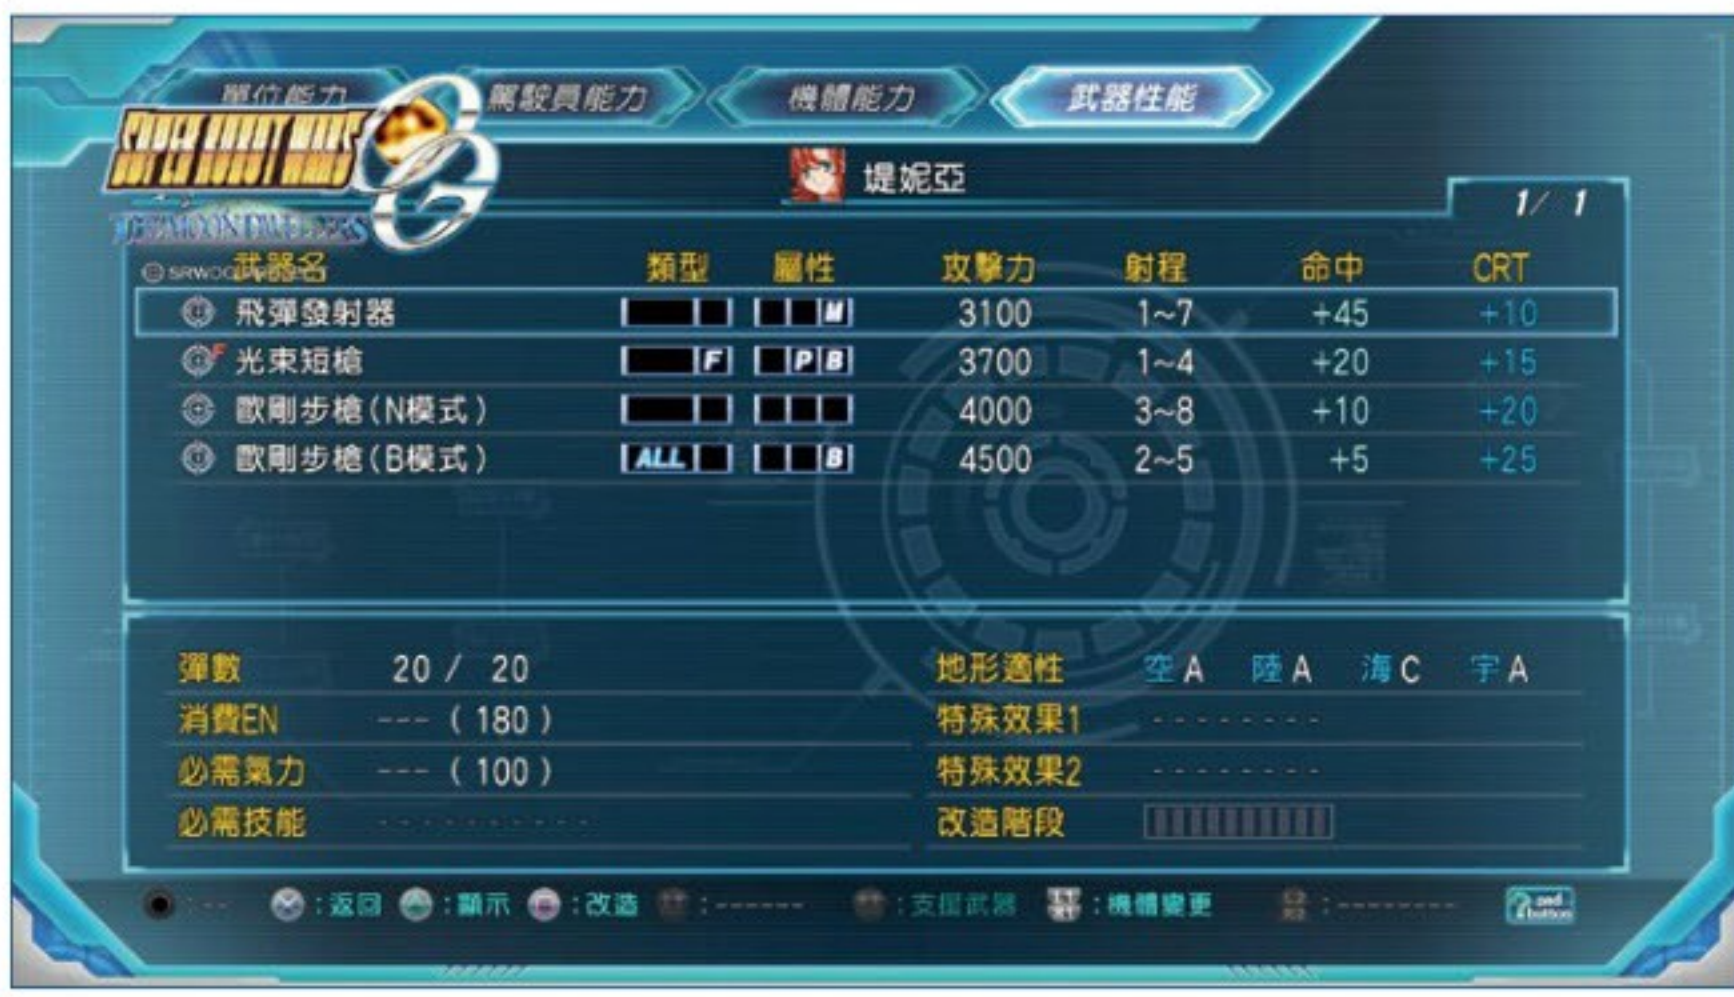 單位能力 駕駛員能力 機體能力 武器性能
SUPER ROBOT WARS OG
THE MOON DWELLERS
堤妮亞
1/ 1
武器名 類型 屬性 攻擊力 射程 命中 CRT
飛彈發射器 M 3100 1~7 +45 +10
F 光束短槍 F P B 3700 1~4 +20 +15
歐剛步槍(N模式) 4000 3~8 +10 +20
歐剛步槍(B模式) ALL B 4500 2~5 +5 +25
彈數 20 / 20 地形適性 空 A 陸 A 海 C 宇 A
消費EN --- ( 180 ) 特殊效果1 --------
必需氣力 --- ( 100 ) 特殊效果2 --------
必需技能 ---------- 改造階段
:-- :返回 :顯示 :改造 :------ :支援武器 :機體變更 :--------
? pad button